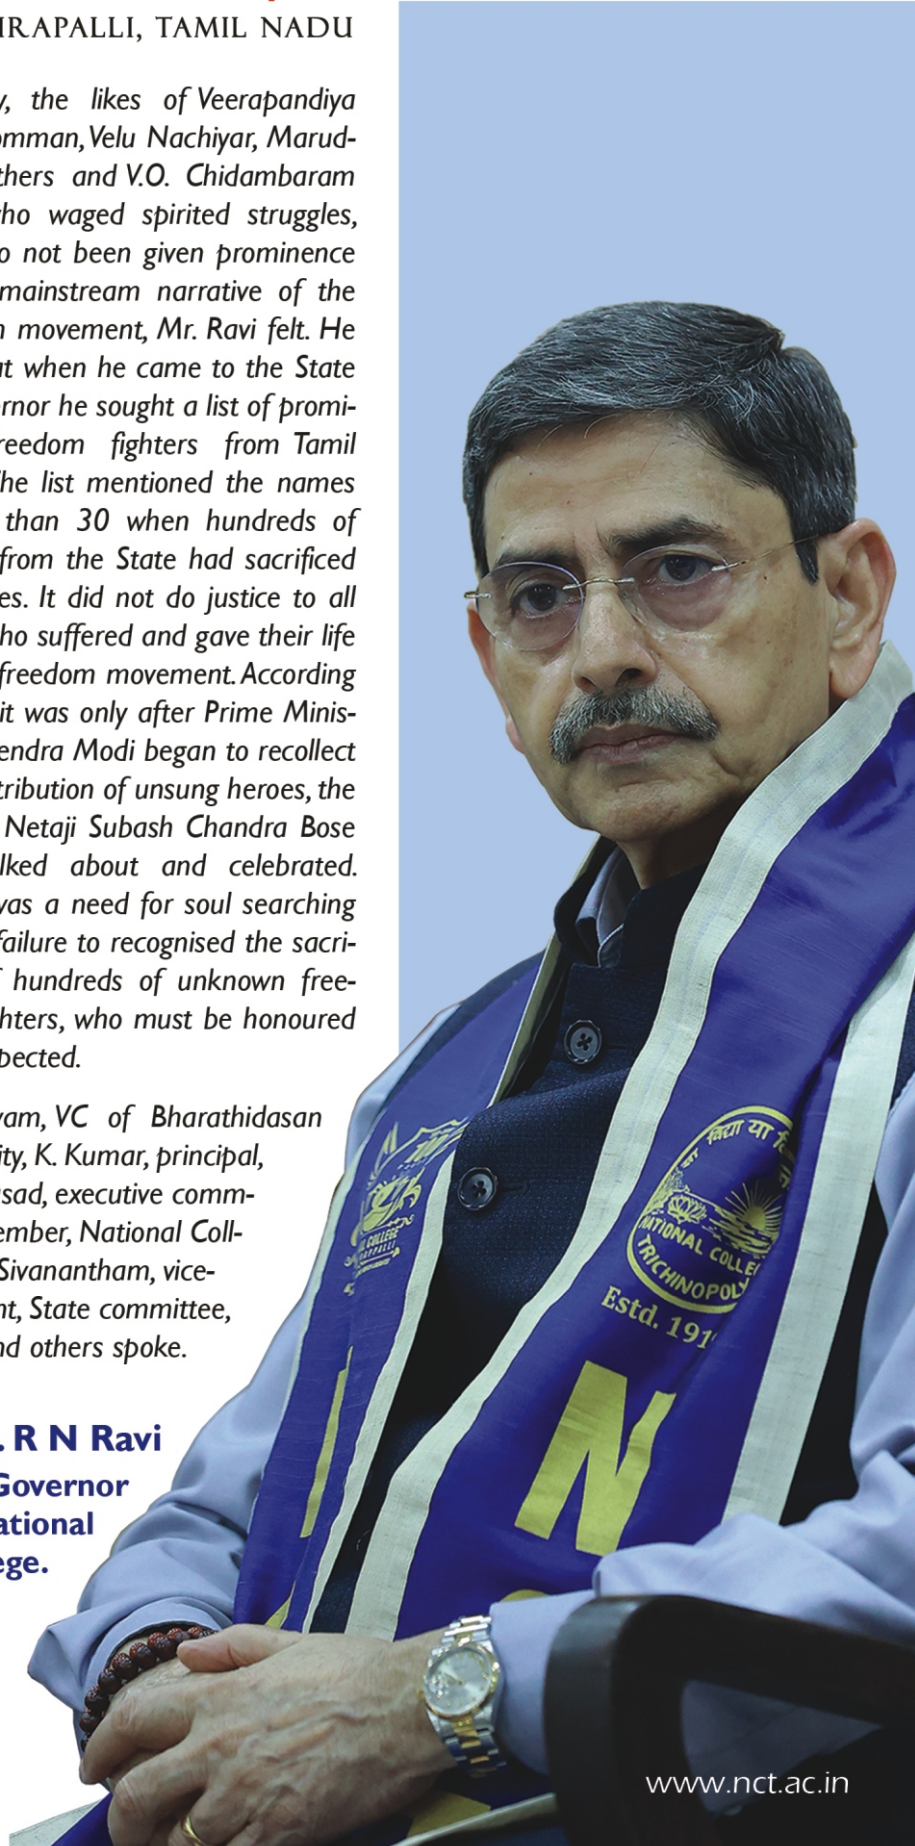 IRAPALLI, TAMIL NADU
y, the likes of Veerapandiya
omman, Velu Nachiyar, Marud-
thers and V.O. Chidambaram
ho waged spirited struggles,
o not been given prominence
mainstream narrative of the
n movement, Mr. Ravi felt. He
at when he came to the State
ernor he sought a list of promi-
reedom fighters from Tamil
he list mentioned the names
than 30 when hundreds of
from the State had sacrificed
es. It did not do justice to all
ho suffered and gave their life
freedom movement. According
it was only after Prime Minis-
endra Modi began to recollect
tribution of unsung heroes, the
Netaji Subash Chandra Bose
lked about and celebrated.
vas a need for soul searching
failure to recognised the sacri-
f hundreds of unknown free-
hters, who must be honoured
pected.
yam, VC of Bharathidasan
ity, K. Kumar, principal,
sad, executive comm-
ember, National Coll-
Sivanantham, vice-
nt, State committee,
nd others spoke.
. R N Ravi
Governor
ational
ege.
विद्या या
NATIONAL COLLE
TRICHINOPOLY
Estd. 191
N
L COLLEGE
www.nct.ac.in